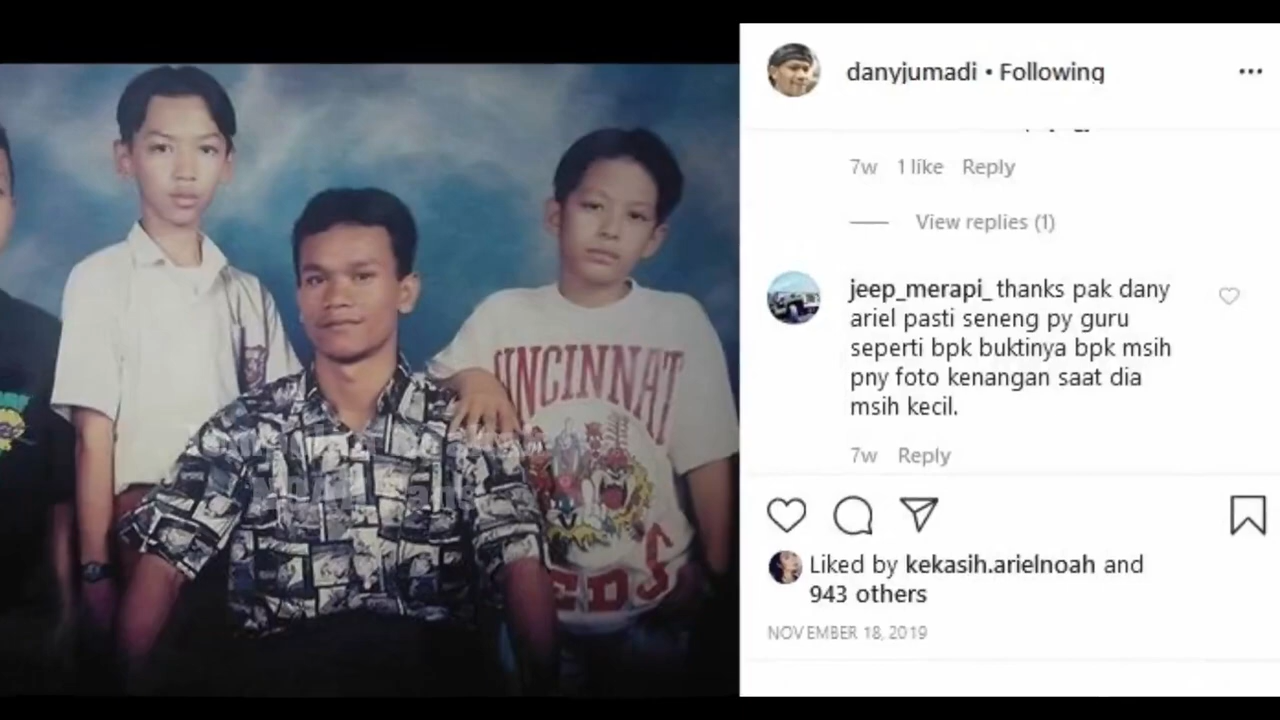 danyjumadi • Following
7w 1 like Reply
View replies (1)
jeep_merapi_ thanks pak dany
ariel pasti seneng py guru
seperti bpk buktinya bpk msih
pny foto kenangan saat dia
msih kecil.
7w Reply
Liked by kekasih.arielnoah and
943 others
NOVEMBER 18, 2019
CINCINNAT
REDS